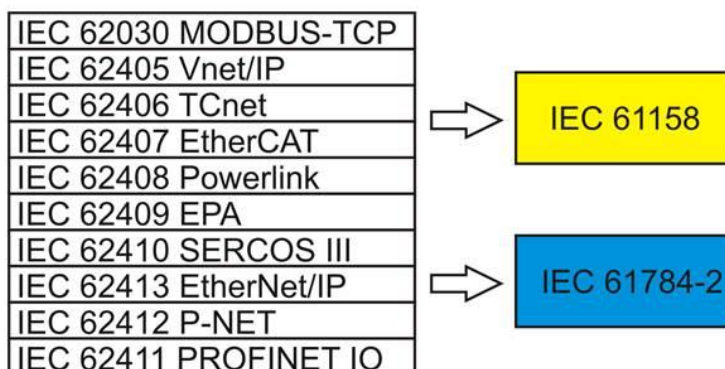 IEC 62030 MODBUS-TCP
IEC 62405 Vnet/IP
IEC 62406 TCnet
IEC 62407 EtherCAT
IEC 62408 Powerlink
IEC 62409 EPA
IEC 62410 SERCOS III
IEC 62413 EtherNet/IP
IEC 62412 P-NET
IEC 62411 PROFINET IO
IEC 61158
IEC 61784-2